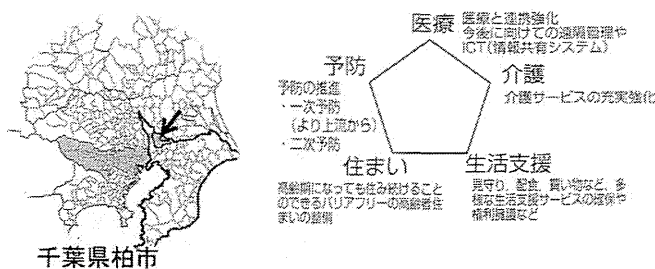 医療
医療と連携強化
今後に向けての遠隔管理や
ICT(情報共有システム)
予防
予防の推進
・一次予防
(より上流から)
・二次予防
介護
介護サービスの充実強化
住まい
高齢期になっても住み続けること
のできるバリアフリーの高齢者住
まいの整備
生活支援
見守り、配食、買い物など、多
様な生活支援サービスの確保や
権利擁護など
千葉県柏市